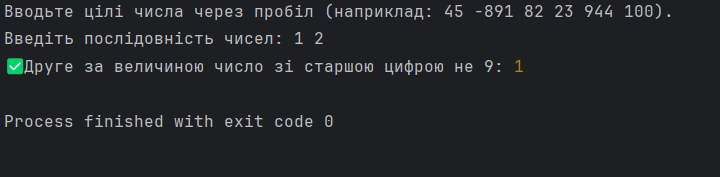 Вводьте цілі числа через пробіл (наприклад: 45 -891 82 23 944 100).
Введіть послідовність чисел: 1 2
✅Друге за величиною число зі старшою цифрою не 9: 1
Process finished with exit code 0